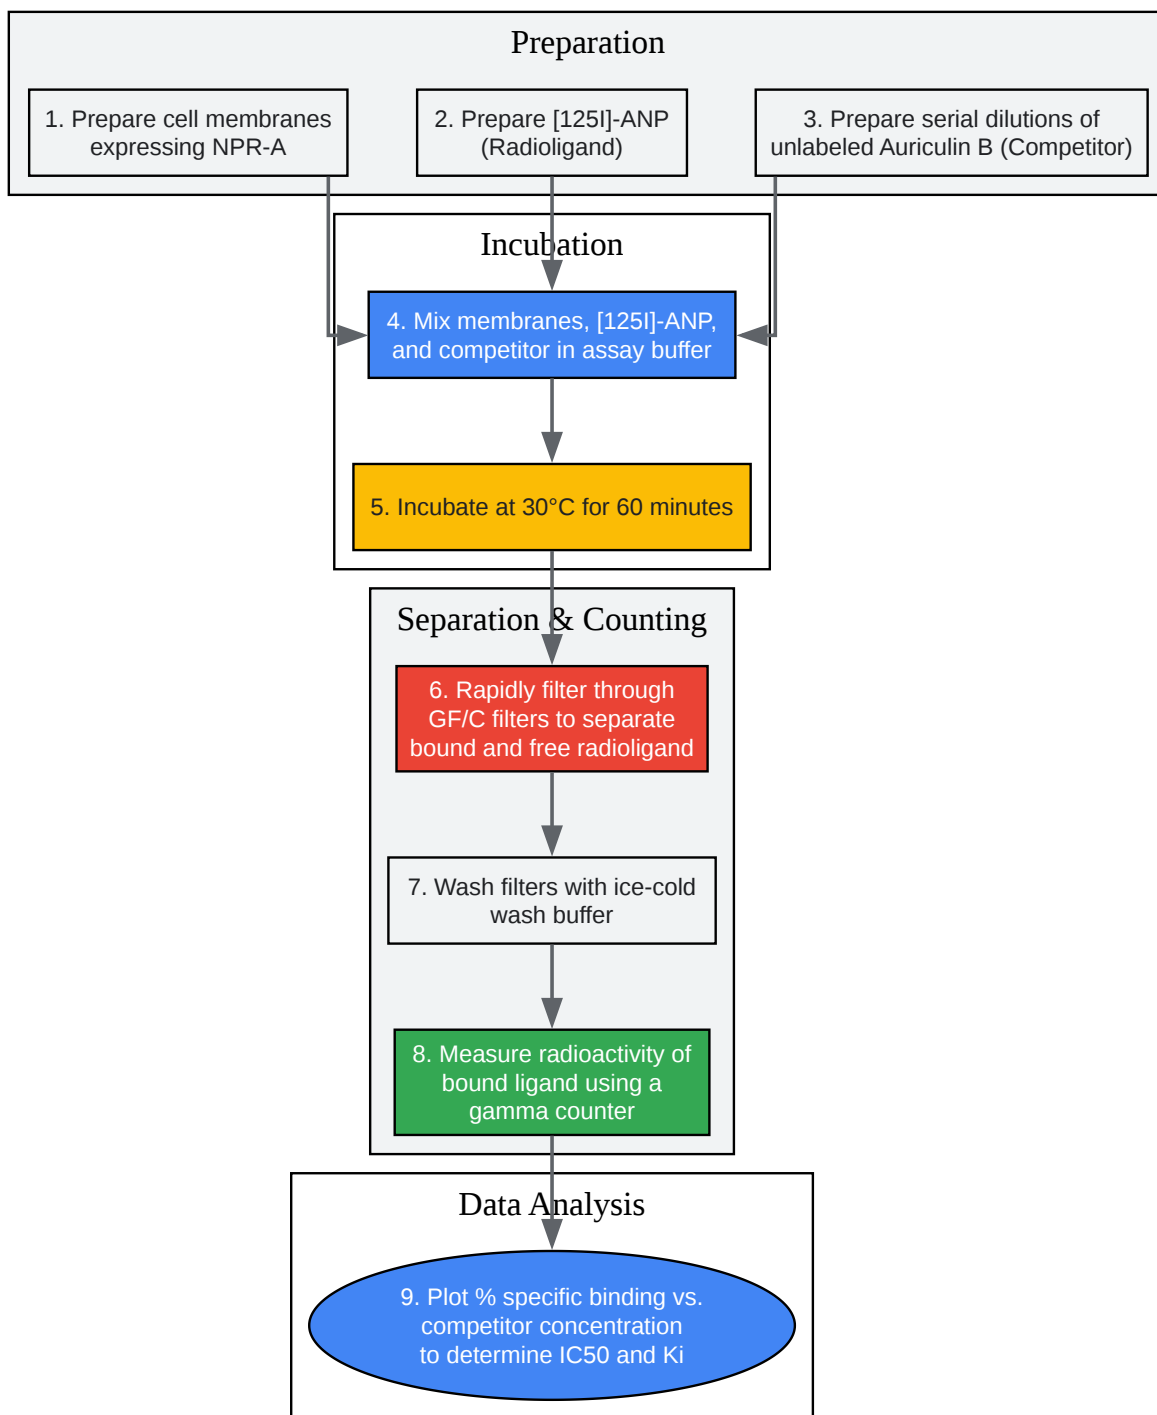 Preparation
1. Prepare cell membranes
expressing NPR-A
2. Prepare [125I]-ANP
(Radioligand)
3. Prepare serial dilutions of
unlabeled Auriculin B (Competitor)
Incubation
4. Mix membranes, [125I]-ANP,
and competitor in assay buffer
5. Incubate at 30°C for 60 minutes
Separation & Counting
6. Rapidly filter through
GF/C filters to separate
bound and free radioligand
7. Wash filters with ice-cold
wash buffer
8. Measure radioactivity of
bound ligand using a
gamma counter
Data Analysis
9. Plot % specific binding vs.
competitor concentration
to determine IC50 and Ki